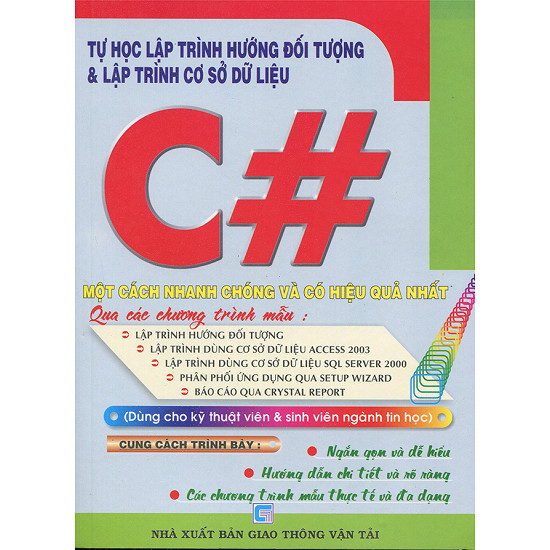 TỰ HỌC LẬP TRÌNH HƯỚNG ĐỐI TƯỢNG
& LẬP TRÌNH CƠ SỞ DỮ LIỆU
C#
MỘT CÁCH NHANH CHÓNG VÀ CÓ HIỆU QUẢ NHẤT
Qua các chương trình mẫu :
LẬP TRÌNH HƯỚNG ĐỐI TƯỢNG
LẬP TRÌNH DÙNG CƠ SỞ DỮ LIỆU ACCESS 2003
LẬP TRÌNH DÙNG CƠ SỞ DỮ LIỆU SQL SERVER 2000
PHÂN PHỐI ỨNG DỤNG QUA SETUP WIZARD
BÁO CÁO QUA CRYSTAL REPORT
(Dùng cho kỹ thuật viên & sinh viên ngành tin học)
CUNG CÁCH TRÌNH BÀY :
Ngắn gọn và dễ hiểu
Hướng dẫn chi tiết và rõ ràng
Các chương trình mẫu thực tế và đa dạng
NHÀ XUẤT BẢN GIAO THÔNG VẬN TẢI